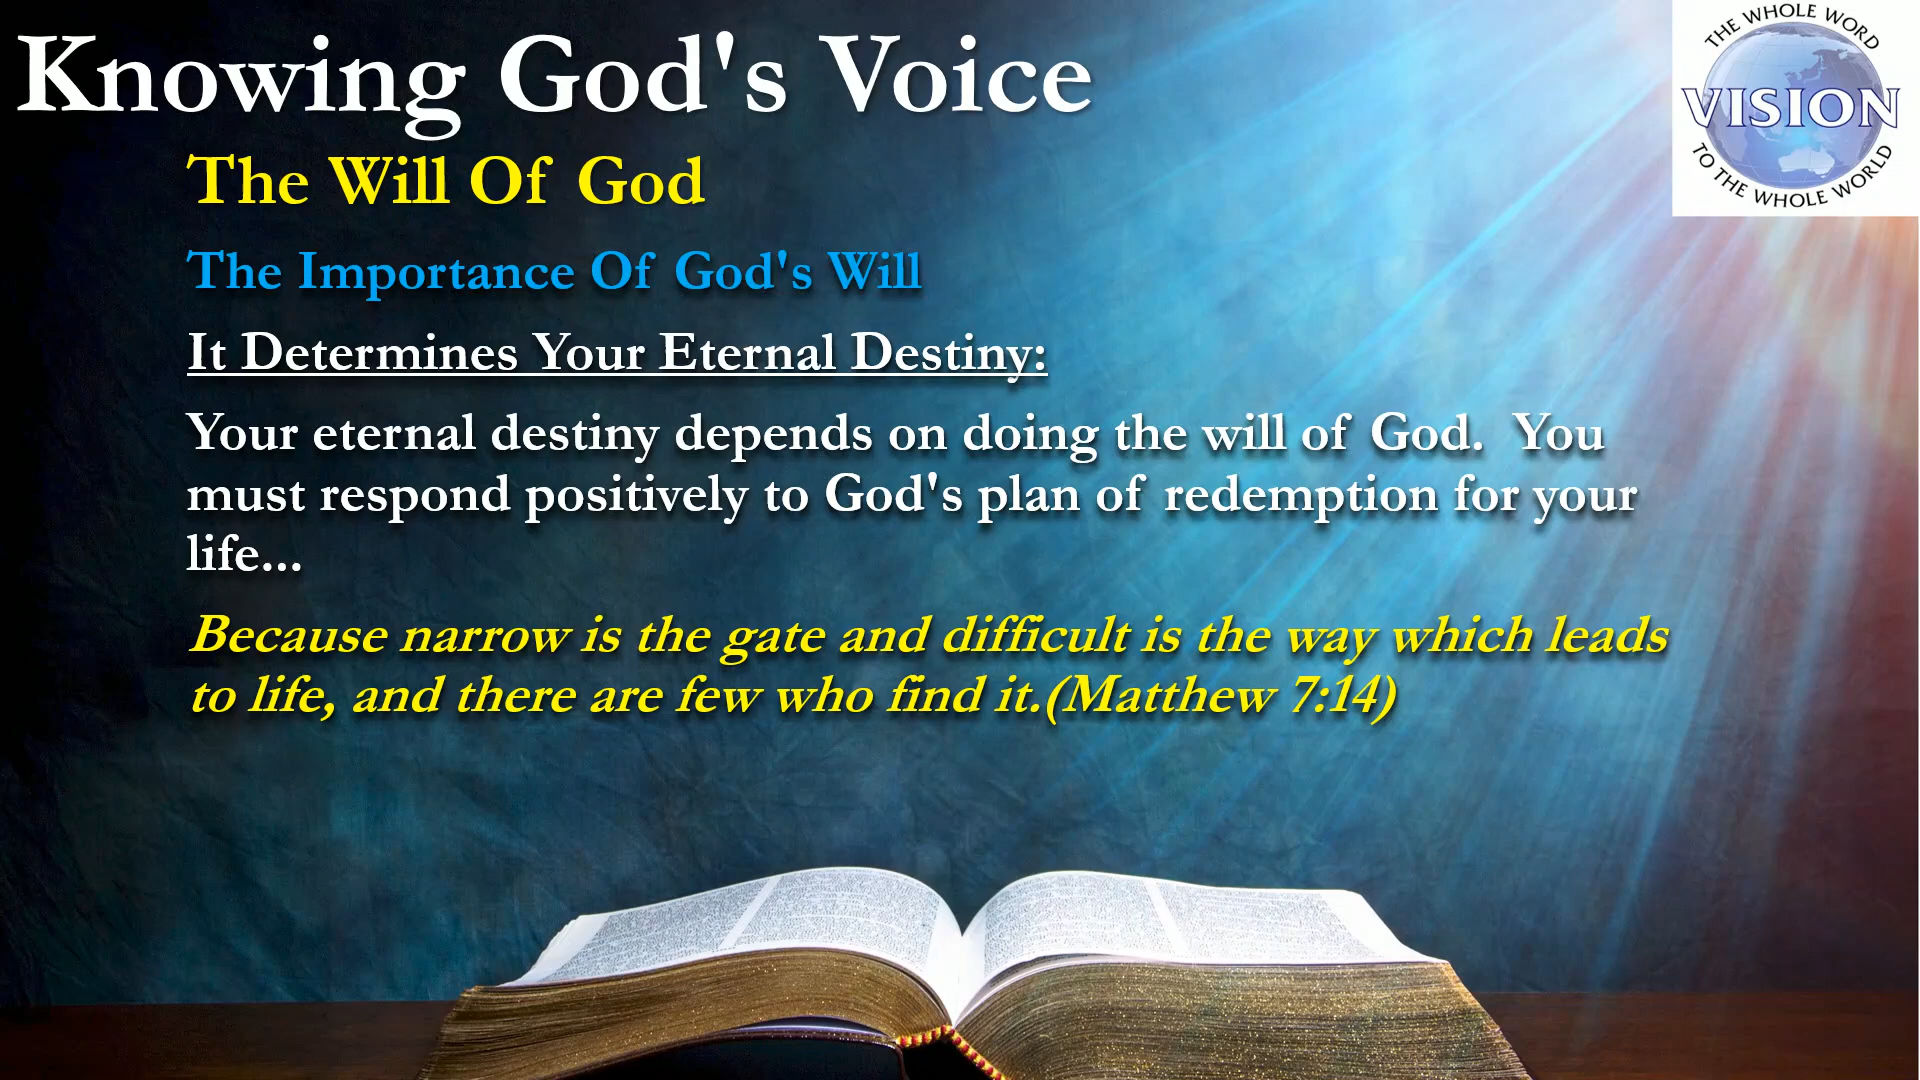 Knowing God's Voice
The Will Of God
The Importance Of God's Will
It Determines Your Eternal Destiny:
Your eternal destiny depends on doing the will of God. You
must respond positively to God's plan of redemption for your
life...
Because narrow is the gate and difficult is the way which leads
to life, and there are few who find it.(Matthew 7:14)
THE WHOLE WORD
VISION
TO THE WHOLE WORLD